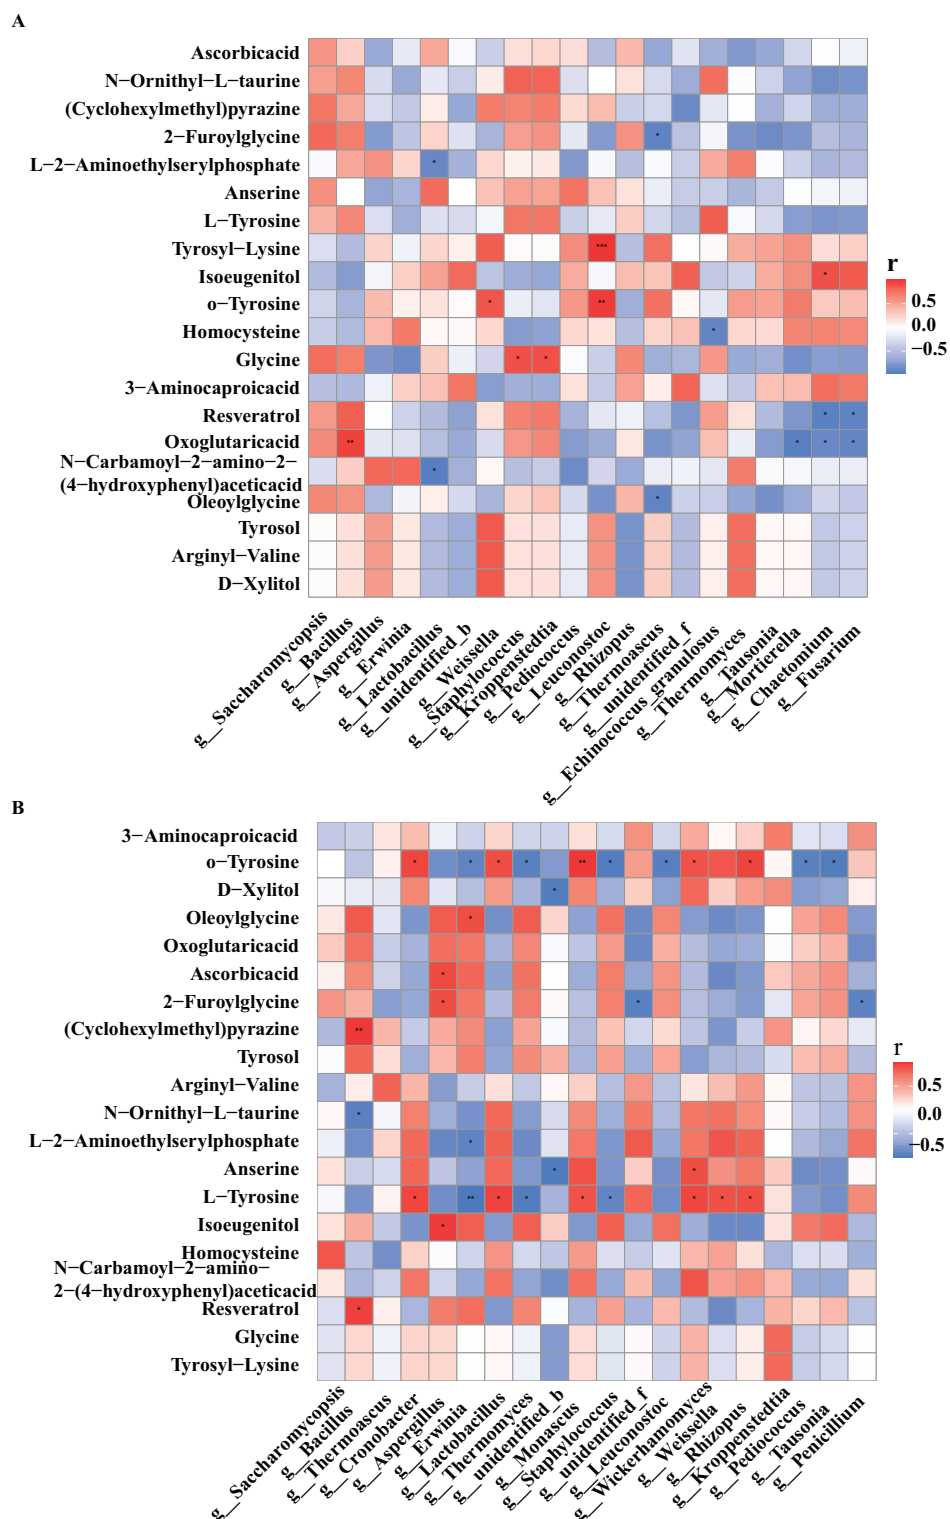 A
Ascorbicacid
N−Ornithyl−L−taurine
(Cyclohexylmethyl)pyrazine
2−Furoylglycine
L−2−Aminoethylserylphosphate
Anserine
L−Tyrosine
Tyrosyl−Lysine
Isoeugenitol
o−Tyrosine
Homocysteine
Glycine
3−Aminocaproicacid
Resveratrol
Oxoglutaricacid
N−Carbamoyl−2−amino−2−
(4−hydroxyphenyl)aceticacid
Oleoylglycine
Tyrosol
Arginyl−Valine
D−Xylitol
g__Saccharomycopsis
g__Bacillus
g__Aspergillus
g__Erwinia
g__Lactobacillus
g__unidentified_b
g__Weissella
g__Staphylococcus
g__Kroppenstedtia
g__Pediococcus
g__Leuconostoc
g__Rhizopus
g__Thermoascus
g__unidentified_f
g__Echinococcus_granulosus
g__Thermomyces
g__Tausonia
g__Mortierella
g__Chaetomium
g__Fusarium
r
0.5
0.0
−0.5
B
3−Aminocaproicacid
o−Tyrosine
D−Xylitol
Oleoylglycine
Oxoglutaricacid
Ascorbicacid
2−Furoylglycine
(Cyclohexylmethyl)pyrazine
Tyrosol
Arginyl−Valine
N−Ornithyl−L−taurine
L−2−Aminoethylserylphosphate
Anserine
L−Tyrosine
Isoeugenitol
Homocysteine
N−Carbamoyl−2−amino−
2−(4−hydroxyphenyl)aceticacid
Resveratrol
Glycine
Tyrosyl−Lysine
g__Saccharomycopsis
g__Bacillus
g__Thermoascus
g__Cronobacter
g__Aspergillus
g__Erwinia
g__Lactobacillus
g__Thermomyces
g__unidentified_b
g__Monascus
g__Staphylococcus
g__unidentified_f
g__Leuconostoc
g__Wickerhamomyces
g__Weissella
g__Rhizopus
g__Kroppenstedtia
g__Pediococcus
g__Tausonia
g__Penicillium
r
0.5
0.0
−0.5